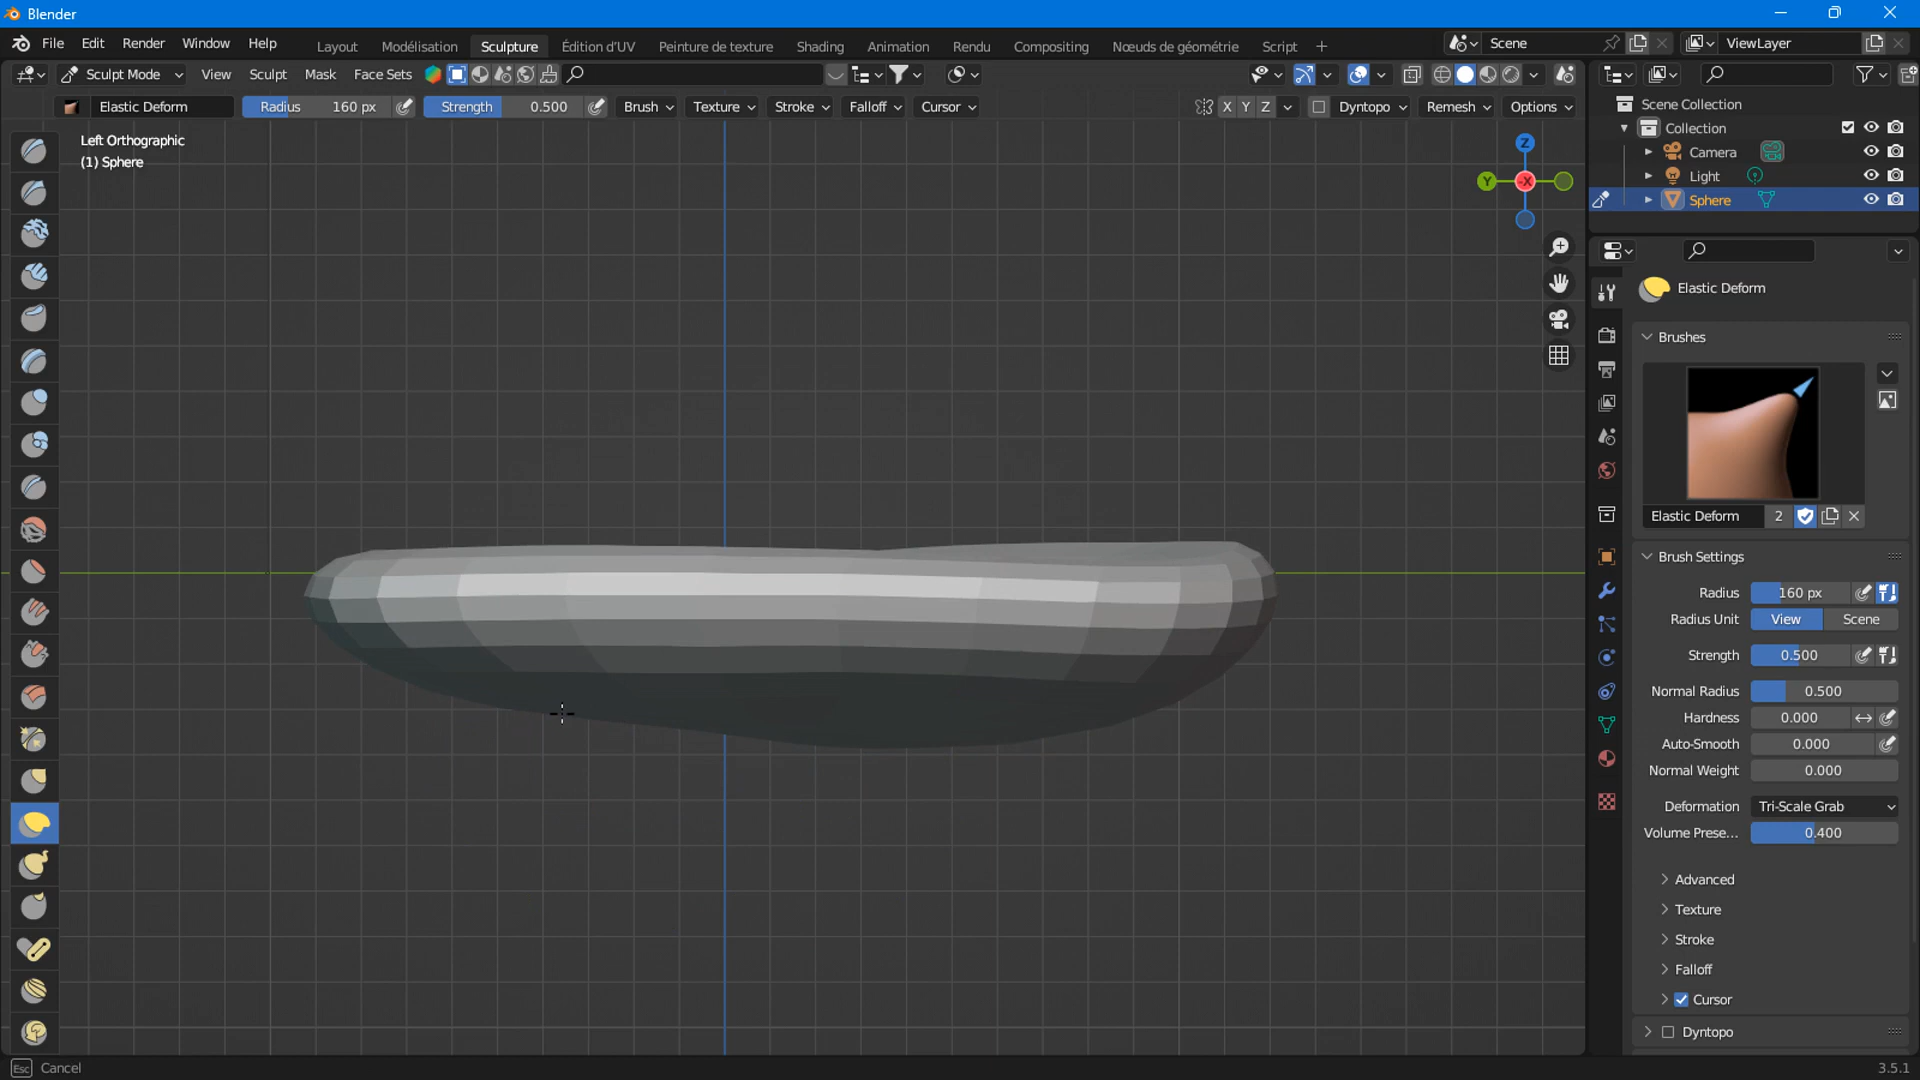 Blender
File Edit Render Window Help Layout Modélisation Sculpture Édition d'UV Peinture de texture Shading Animation Rendu Compositing Nœuds de géométrie Script + Scene ViewLayer
Sculpt Mode View Sculpt Mask Face Sets
Elastic Deform Radius 160 px Strength 0.500 Brush Texture Stroke Falloff Cursor X Y Z Dyntopo Remesh Options
Left Orthographic
(1) Sphere
Z
Y -X
Scene Collection
Collection
Camera
Light
Sphere
Elastic Deform
Brushes
Elastic Deform 2
Brush Settings
Radius 160 px
Radius Unit View Scene
Strength 0.500
Normal Radius 0.500
Hardness 0.000
Auto-Smooth 0.000
Normal Weight 0.000
Deformation Tri-Scale Grab
Volume Prese... 0.400
Advanced
Texture
Stroke
Falloff
Cursor
Dyntopo
Esc Cancel 3.5.1